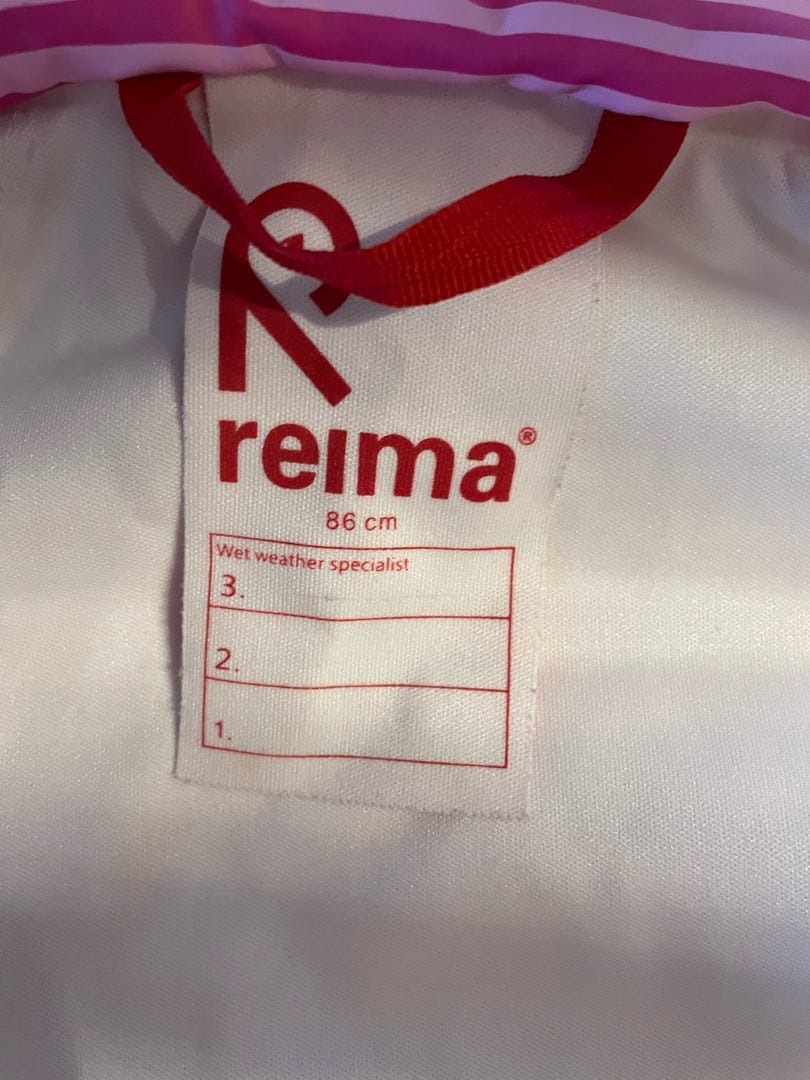 reima®
86 cm
Wet weather specialist
3.
2.
1.